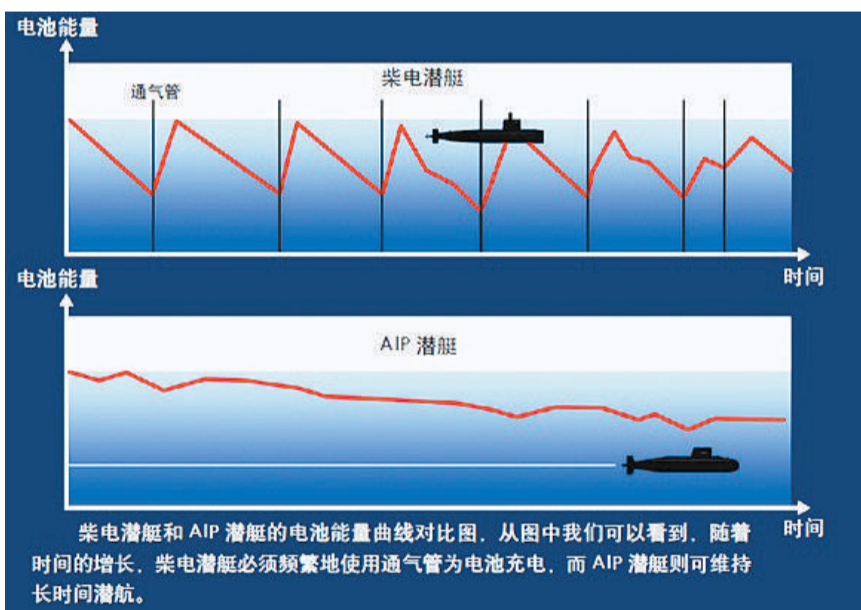 电池能量
柴电潜艇
通气管
时间
电池能量
AIP 潜艇
时间
柴电潜艇和 AIP 潜艇的电池能量曲线对比图．从图中我们可以看到，随着
时间的增长，柴电潜艇必须频繁地使用通气管为电池充电，而 AIP 潜艇则可维持
长时间潜航。